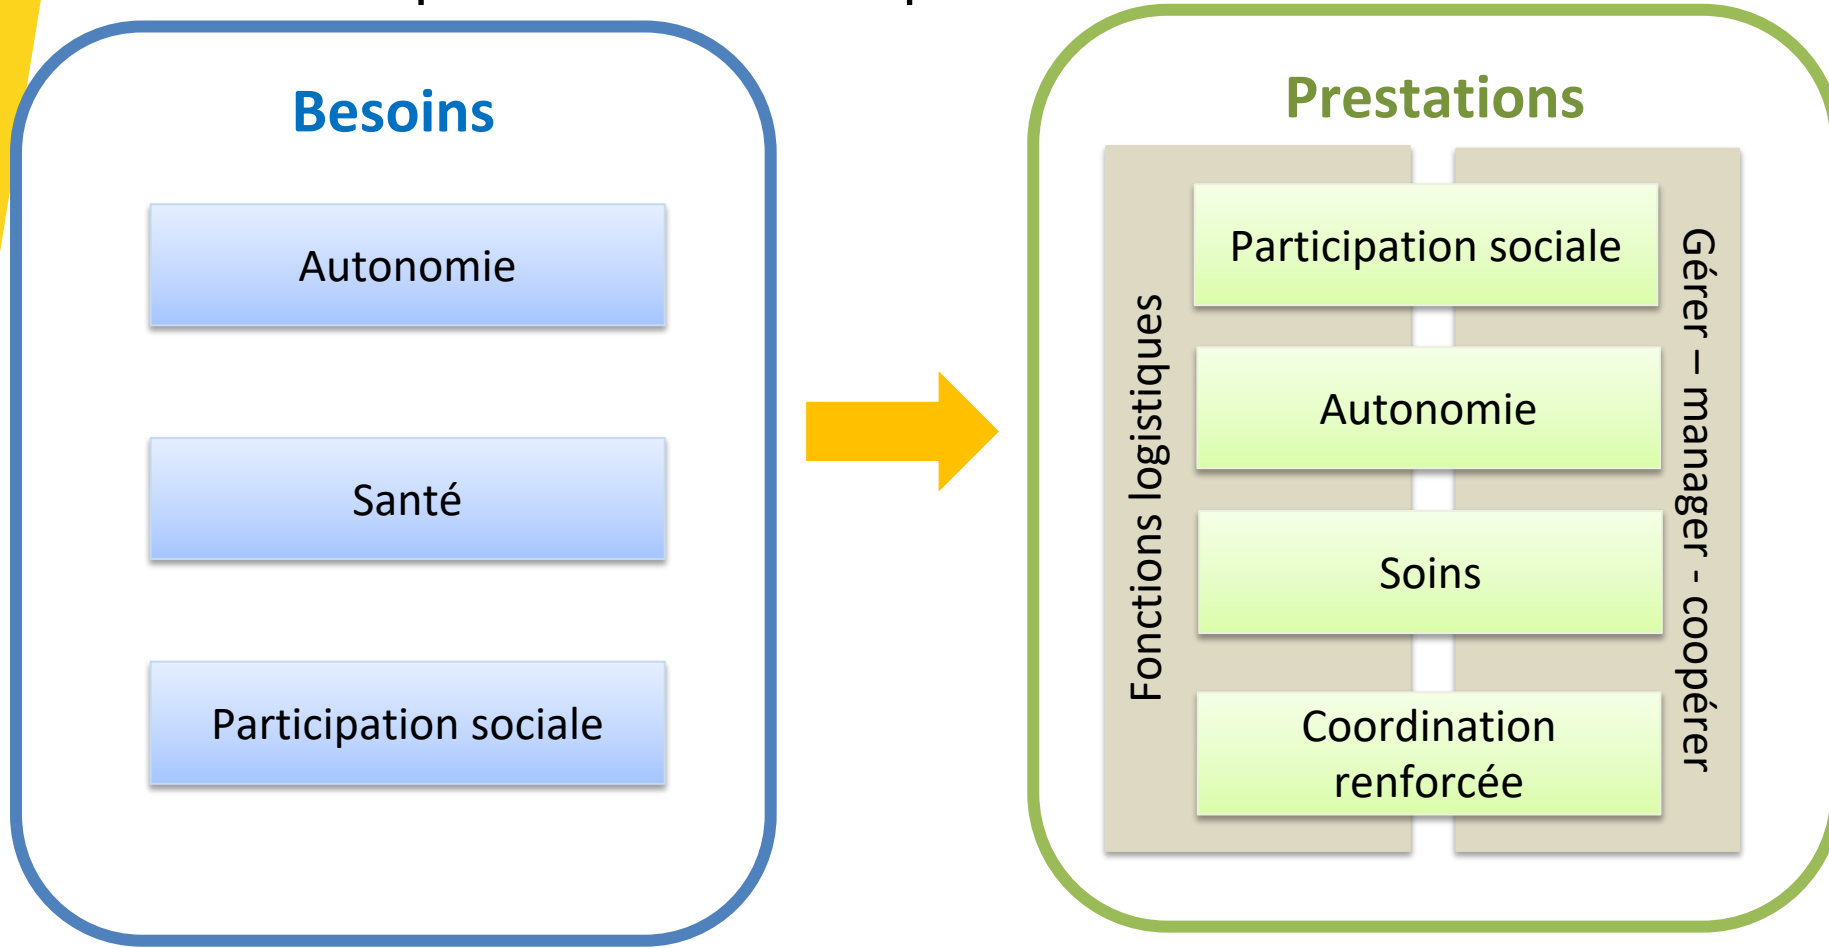 Besoins
Autonomie
Santé
Participation sociale
Prestations
Fonctions logistiques
Participation sociale
Autonomie
Soins
Coordination
renforcée
Gérer – manager - coopérer